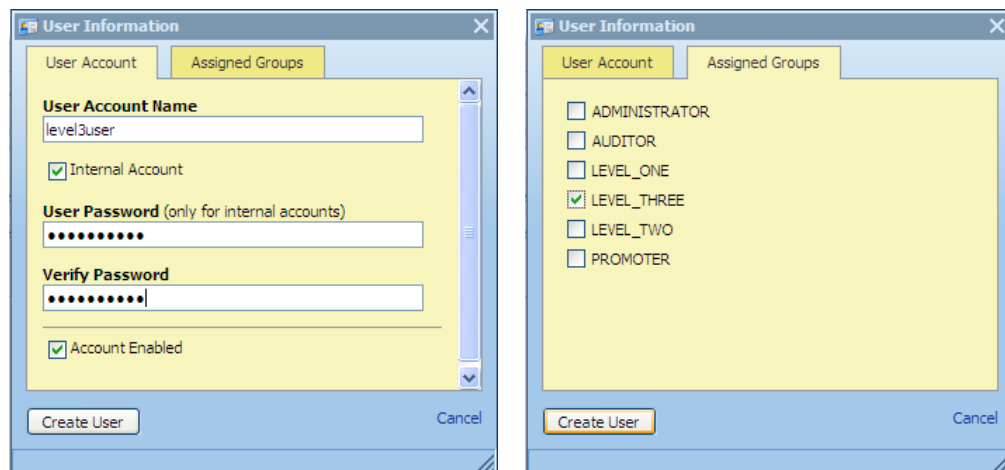 User Information
User Account
Assigned Groups
User Account Name
level3user
Internal Account
User Password (only for internal accounts)
••••••••••
Verify Password
••••••••••
Account Enabled
Create User
Cancel
User Information
User Account
Assigned Groups
ADMINISTRATOR
AUDITOR
LEVEL_ONE
LEVEL_THREE
LEVEL_TWO
PROMOTER
Create User
Cancel